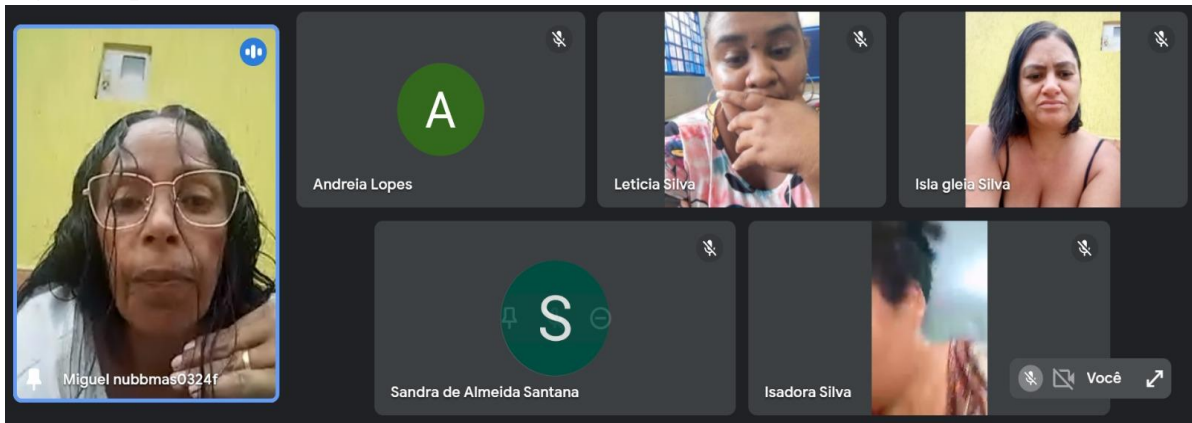 A
Andreia Lopes
Leticia Silva
Isla gleia Silva
Miguel nubbmas0324f
S
Sandra de Almeida Santana
Isadora Silva
Você